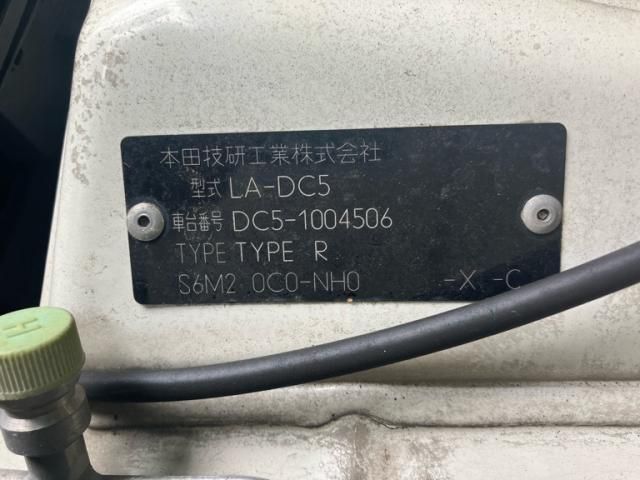 本田技研工業株式会社
型式 LA-DC5
車台番号 DC5-1004506
TYPE TYPE R
S6M2 0C0-NH0 -X -C
H